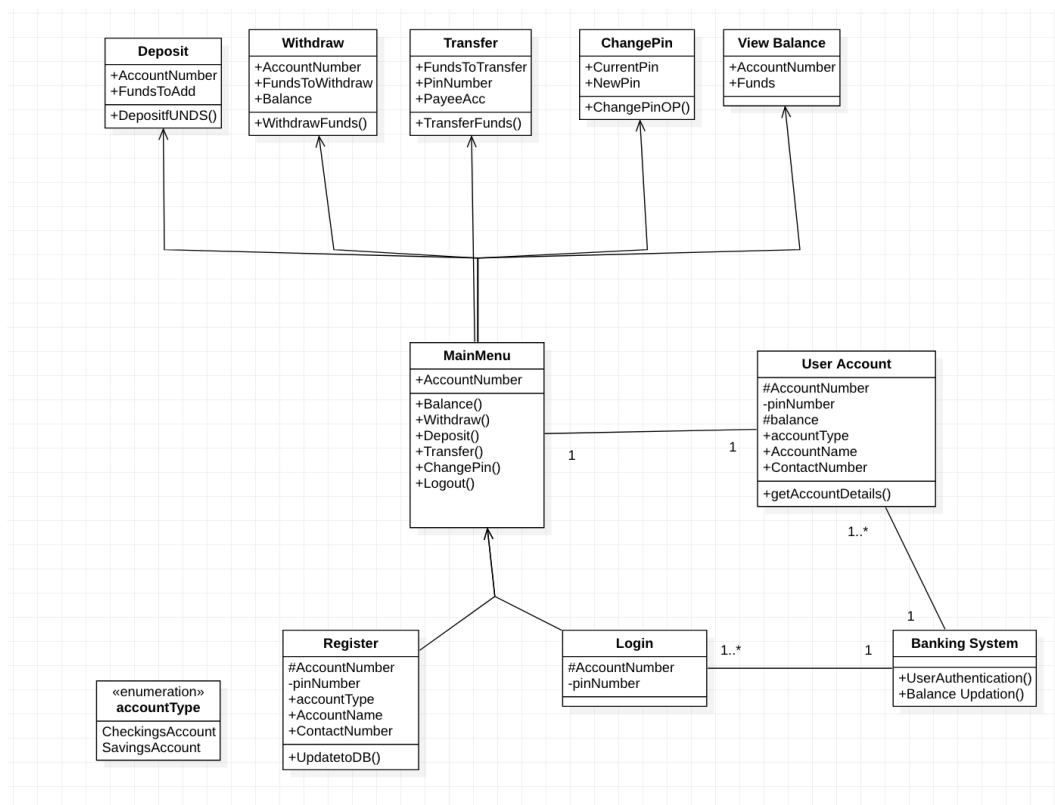 Deposit
+AccountNumber
+FundsToAdd
+DepositfUNDS()
Withdraw
+AccountNumber
+FundsToWithdraw
+Balance
+WithdrawFunds()
Transfer
+FundsToTransfer
+PinNumber
+PayeeAcc
+TransferFunds()
ChangePin
+CurrentPin
+NewPin
+ChangePinOP()
View Balance
+AccountNumber
+Funds
MainMenu
+AccountNumber
+Balance()
+Withdraw()
+Deposit()
+Transfer()
+ChangePin()
+Logout()
1
1
User Account
#AccountNumber
-pinNumber
#balance
+accountType
+AccountName
+ContactNumber
+getAccountDetails()
1..*
1
Register
#AccountNumber
-pinNumber
+accountType
+AccountName
+ContactNumber
+UpdatetoDB()
Login
#AccountNumber
-pinNumber
1..*
1
Banking System
+UserAuthentication()
+Balance Updation()
«enumeration»
accountType
CheckingsAccount
SavingsAccount